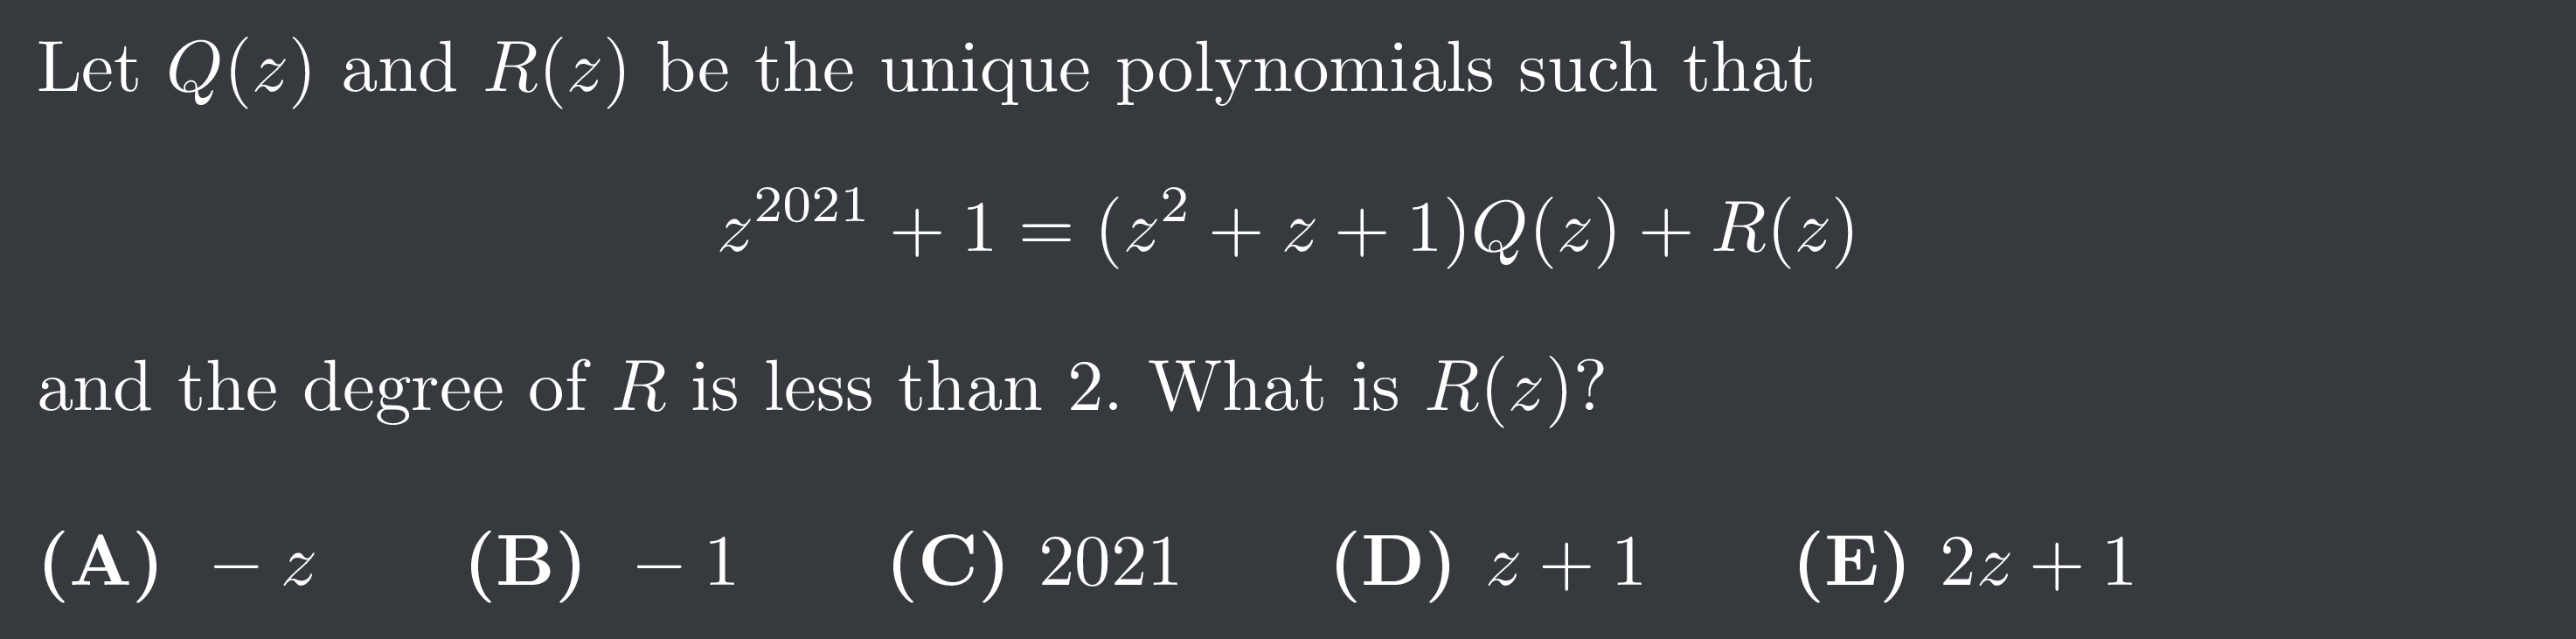 Let Q(z) and R(z) be the unique polynomials such that
z^{2021} + 1 = (z^2 + z + 1)Q(z) + R(z)
and the degree of R is less than 2. What is R(z)?
(A) − z (B) − 1 (C) 2021 (D) z + 1 (E) 2z + 1